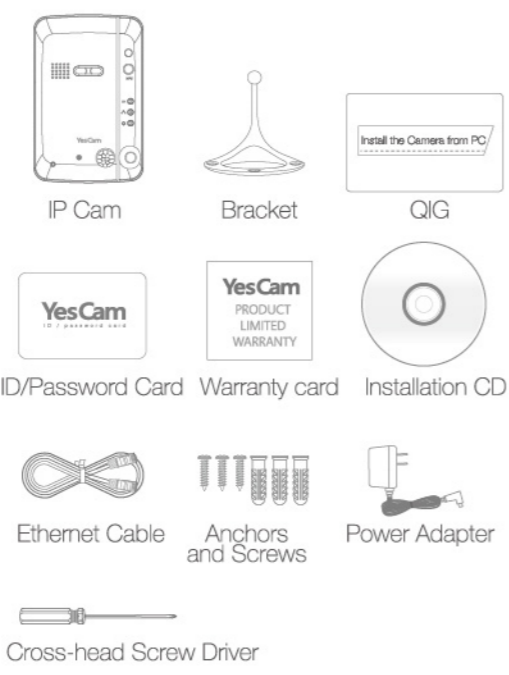 YesCam
Install the Camera from PC
IP Cam
Bracket
QIG
YesCam
ID / password card
YesCam
PRODUCT
LIMITED
WARRANTY
ID/Password Card
Warranty card
Installation CD
Ethernet Cable
Anchors
and Screws
Power Adapter
Cross-head Screw Driver